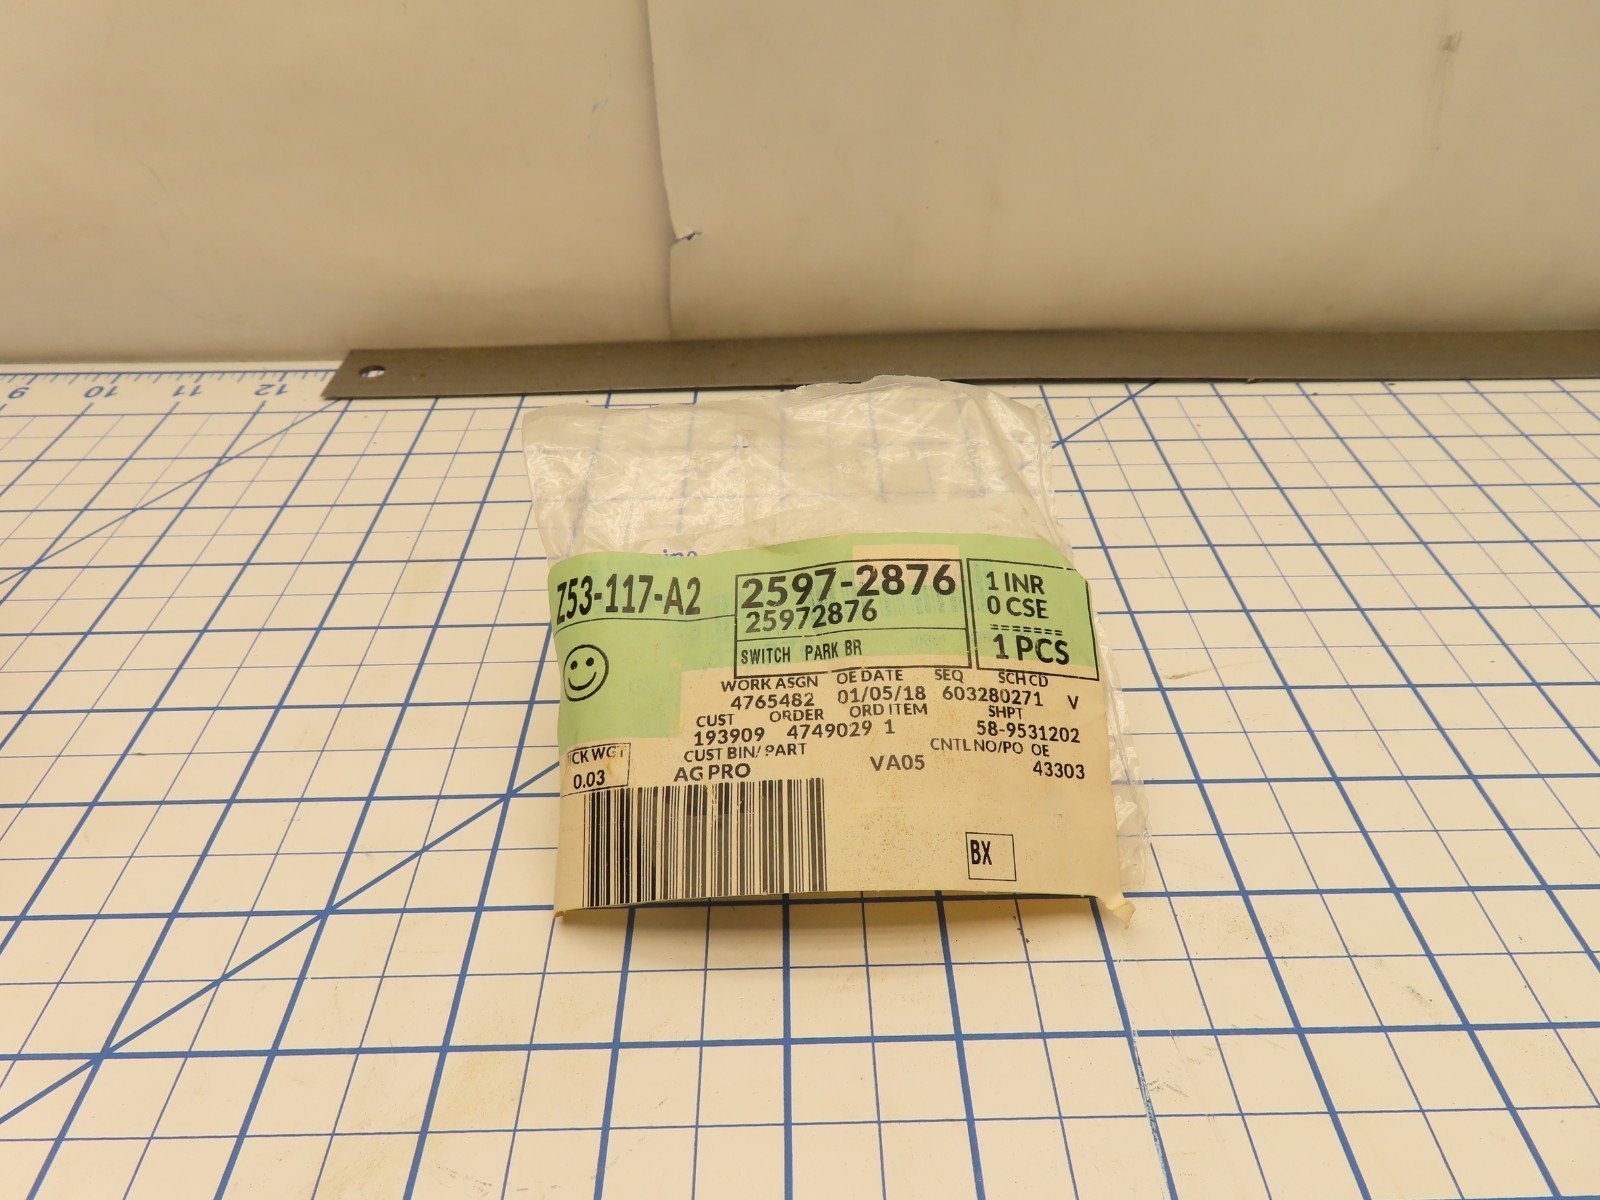 9 10 11 12
Z53-117-A2
2597-2876
25972876
SWITCH PARK BR
1 INR
0 CSE
=======
1 PCS
WORK ASGN OE DATE SEQ SCH CD
4765482 01/05/18 603280271 V
CUST ORDER ORD ITEM SHPT
193909 4749029 1 58-9531202
CUST BIN/PART CNTL NO/PO OE
AG PRO VA05 43303
WGT
0.03
BX